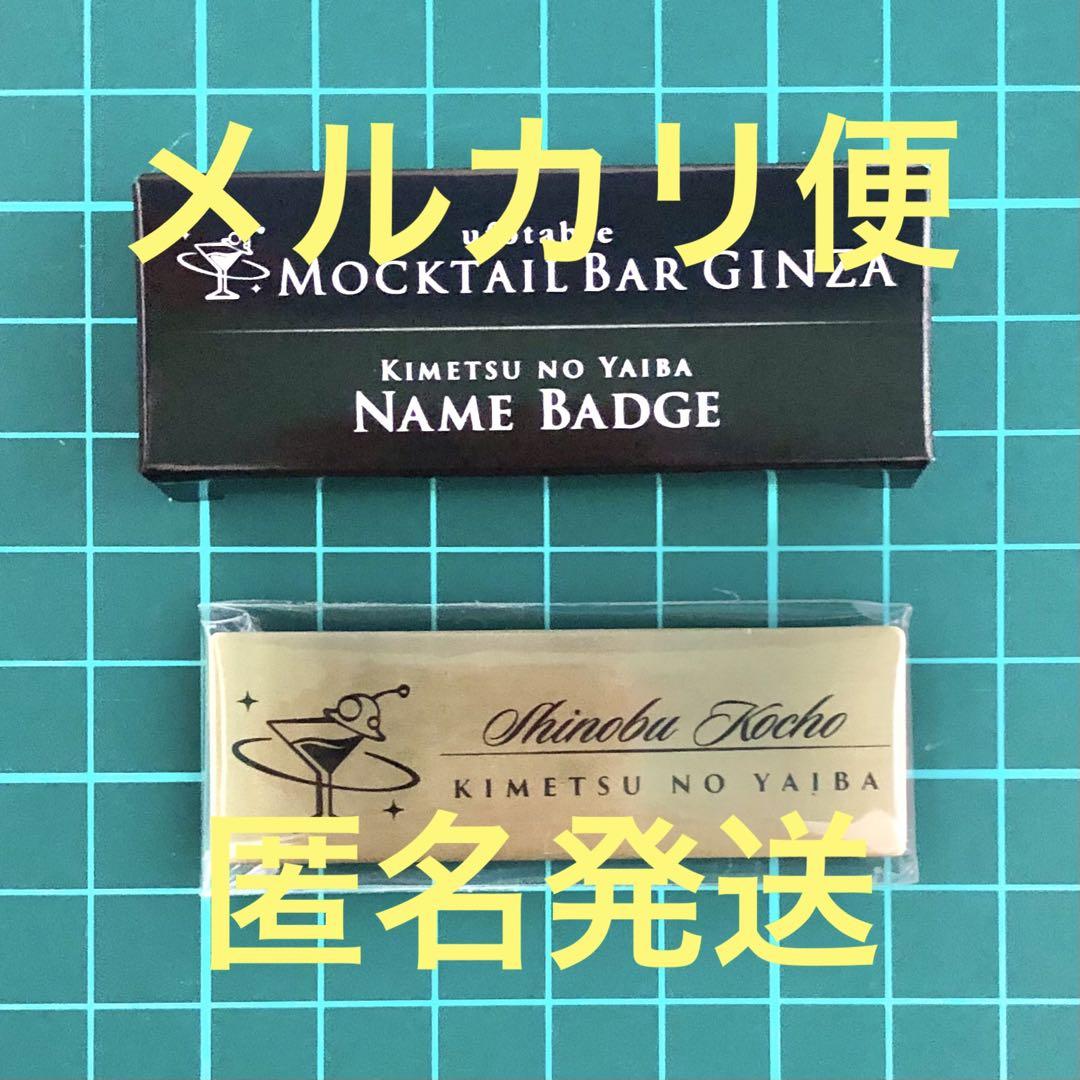 メルカリ便
ufotable
MOCKTAIL BAR GINZA
KIMETSU NO YAIBA
NAME BADGE
Shinobu Kocho
KIMETSU NO YAIBA
匿名発送